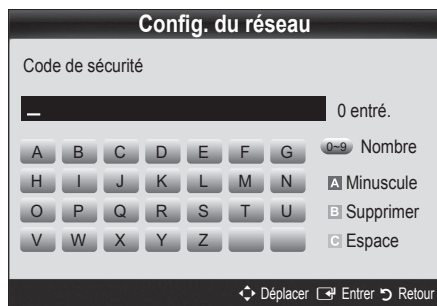 Config. du réseau
Code de sécurité
_
0 entré.
A B C D E F G 0~9 Nombre
H I J K L M N A Minuscule
O P Q R S T U B Supprimer
V W X Y Z C Espace
Déplacer Entrer Retour